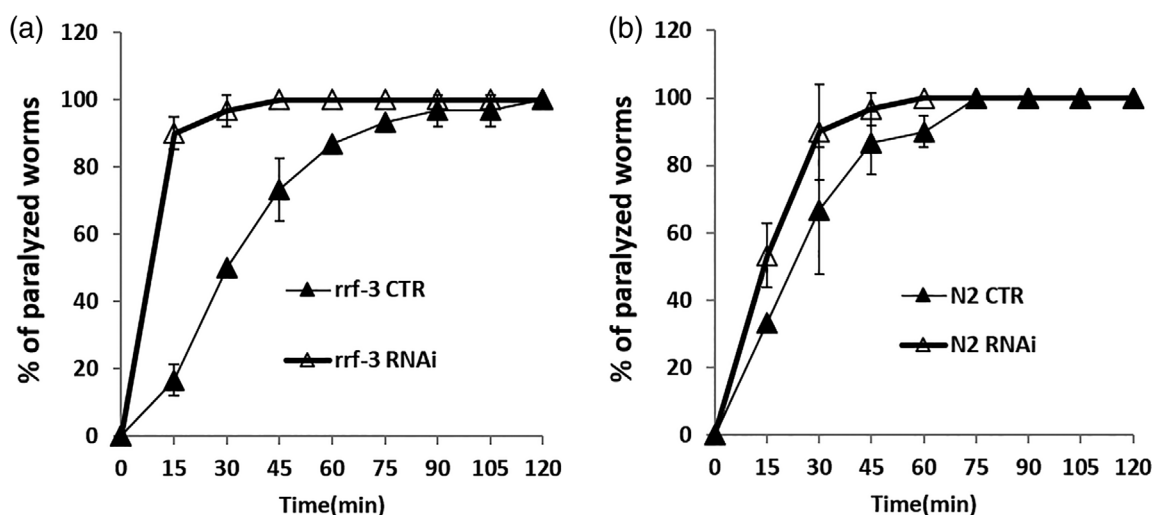 (a)
% of paralyzed worms
120
100
80
60
40
20
0
rrf-3 CTR
rrf-3 RNAi
0 15 30 45 60 75 90 105 120
Time(min)
(b)
% of paralyzed worms
120
100
80
60
40
20
0
N2 CTR
N2 RNAi
0 15 30 45 60 75 90 105 120
Time(min)